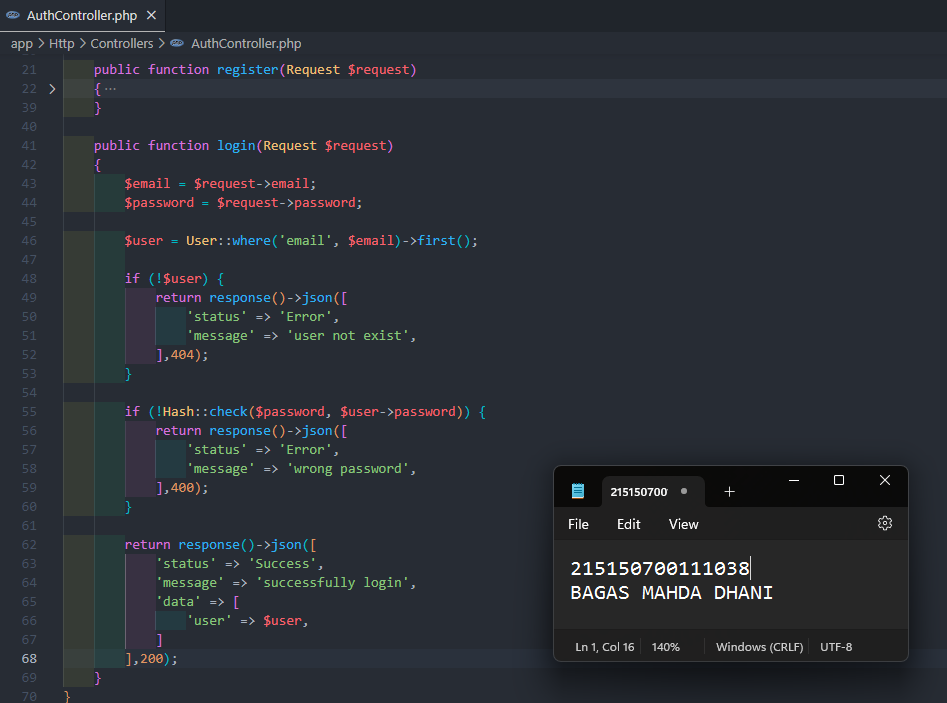 AuthController.php
app > Http > Controllers > AuthController.php
21 public function register(Request $request)
22 { ...
39 }
40
41 public function login(Request $request)
42 {
43 $email = $request->email;
44 $password = $request->password;
45
46 $user = User::where('email', $email)->first();
47
48 if (!$user) {
49 return response()->json([
50 'status' => 'Error',
51 'message' => 'user not exist',
52 ],404);
53 }
54
55 if (!Hash::check($password, $user->password)) {
56 return response()->json([
57 'status' => 'Error',
58 'message' => 'wrong password',
59 ],400);
60 }
61
62 return response()->json([
63 'status' => 'Success',
64 'message' => 'successfully login',
65 'data' => [
66 'user' => $user,
67 ]
68 ],200);
69 }
70 }
215150700
File Edit View
215150700111038
BAGAS MAHDA DHANI
Ln 1, Col 16 140% Windows (CRLF) UTF-8